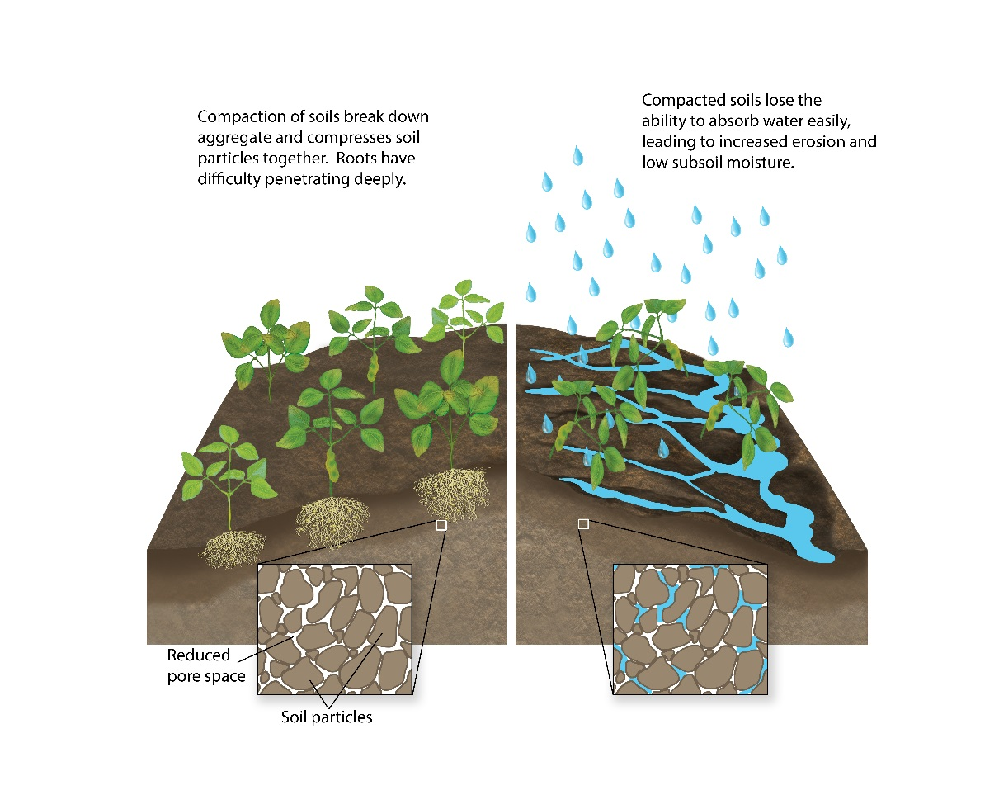 Compaction of soils break down
aggregate and compresses soil
particles together. Roots have
difficulty penetrating deeply.
Compacted soils lose the
ability to absorb water easily,
leading to increased erosion and
low subsoil moisture.
Reduced
pore space
Soil particles